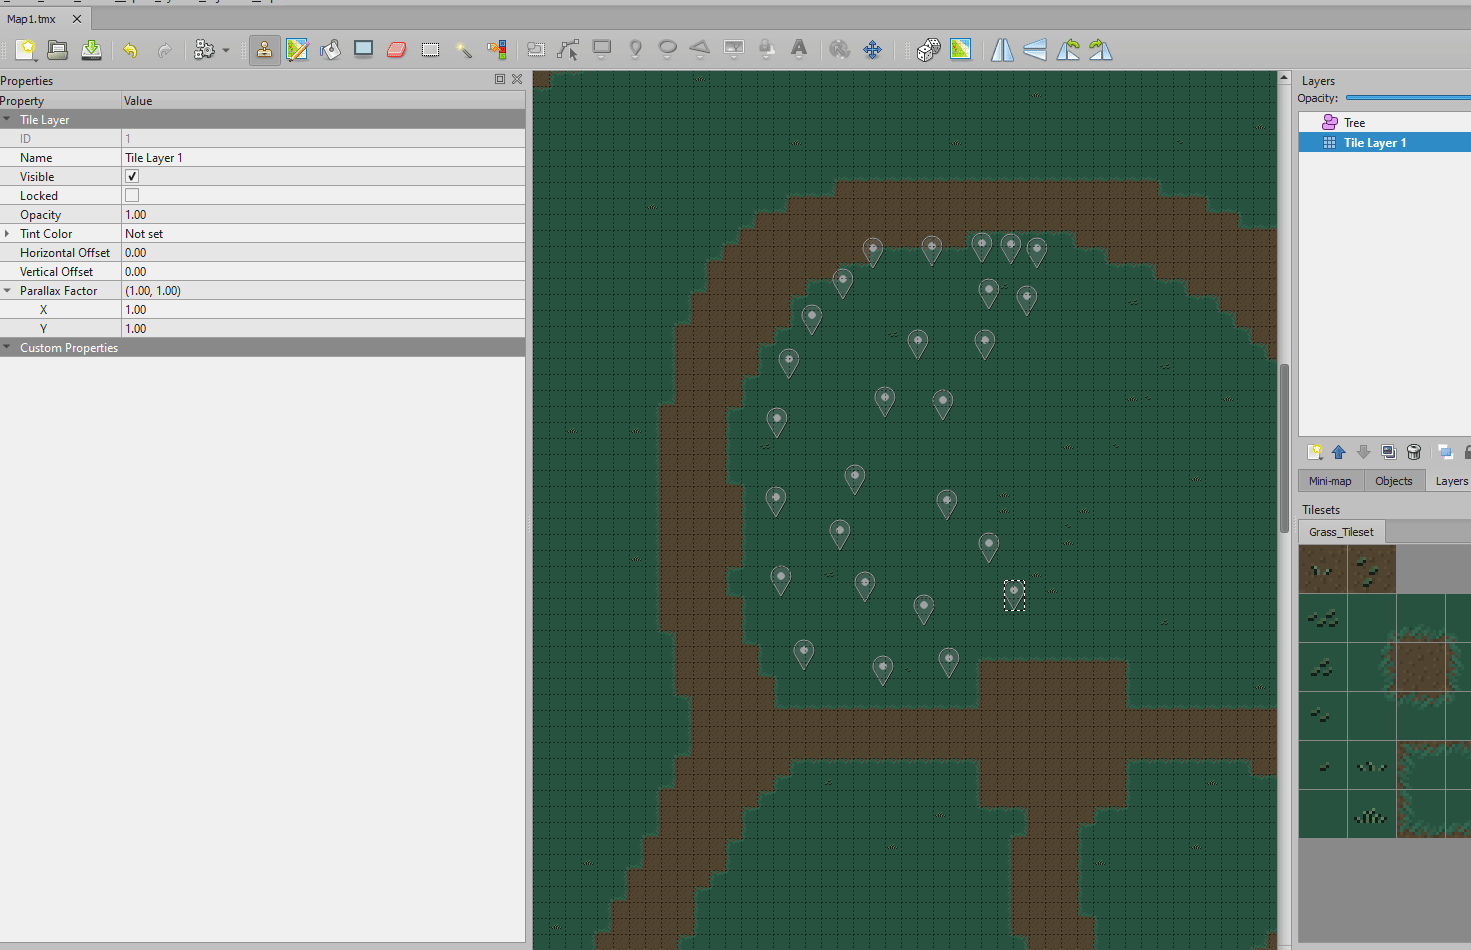 Map1.tmx
Properties
Property Value
Tile Layer
ID 1
Name Tile Layer 1
Visible
Locked
Opacity 1.00
Tint Color Not set
Horizontal Offset 0.00
Vertical Offset 0.00
Parallax Factor (1.00, 1.00)
X 1.00
Y 1.00
Custom Properties
Layers
Opacity:
Tree
Tile Layer 1
Mini-map Objects Layers
Tilesets
Grass_Tileset